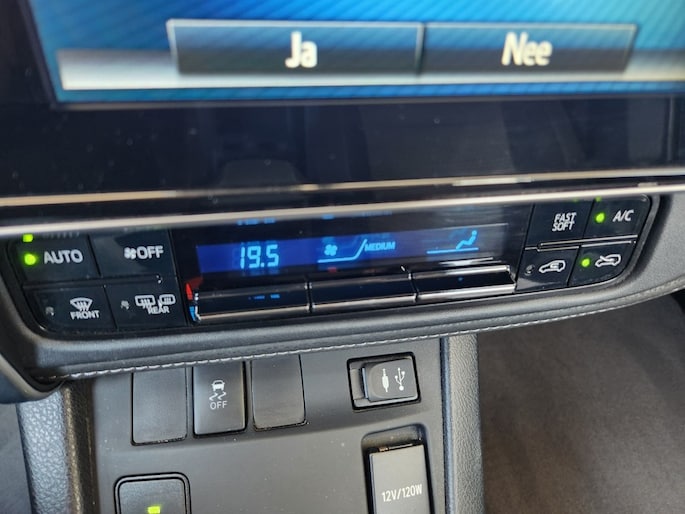 Ja
Nee
AUTO
OFF
19.5
MEDIUM
FAST
SOFT
A/C
FRONT
REAR
OFF
12V/120W